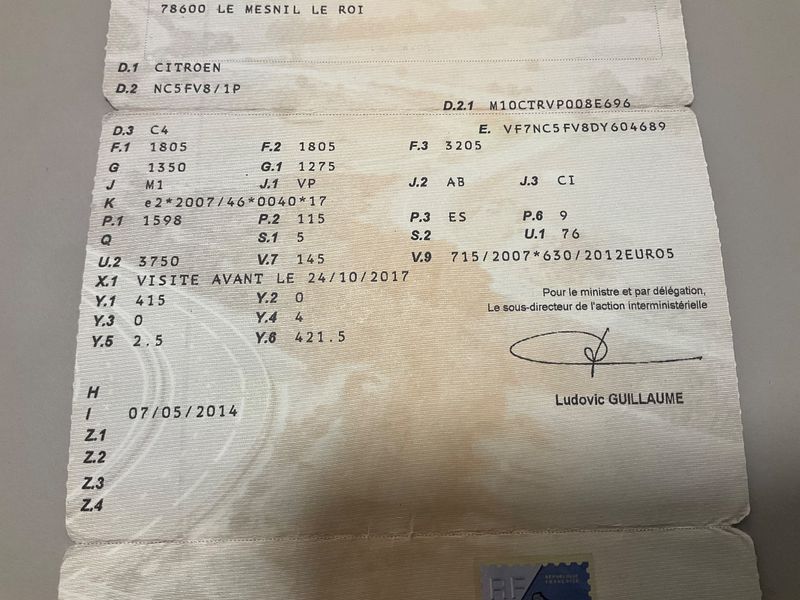 78600 LE MESNIL LE ROI
D.1 CITROEN
D.2 NC5FV8/1P
D.2.1 M10CTRVP008E696
D.3 C4 E. VF7NC5FV8DY604689
F.1 1805 F.2 1805 F.3 3205
G 1350 G.1 1275
J M1 J.1 VP J.2 AB J.3 CI
K e2*2007/46*0040*17
P.1 1598 P.2 115 P.3 ES P.6 9
Q S.1 5 S.2 U.1 76
U.2 3750 V.7 145 V.9 715/2007*630/2012EURO5
X.1 VISITE AVANT LE 24/10/2017
Y.1 415 Y.2 0
Y.3 0 Y.4 4
Y.5 2.5 Y.6 421.5
Pour le ministre et par délégation,
Le sous-directeur de l'action interministérielle
Ludovic GUILLAUME
H
I 07/05/2014
Z.1
Z.2
Z.3
Z.4
RF
RÉPUBLIQUE
FRANÇAISE